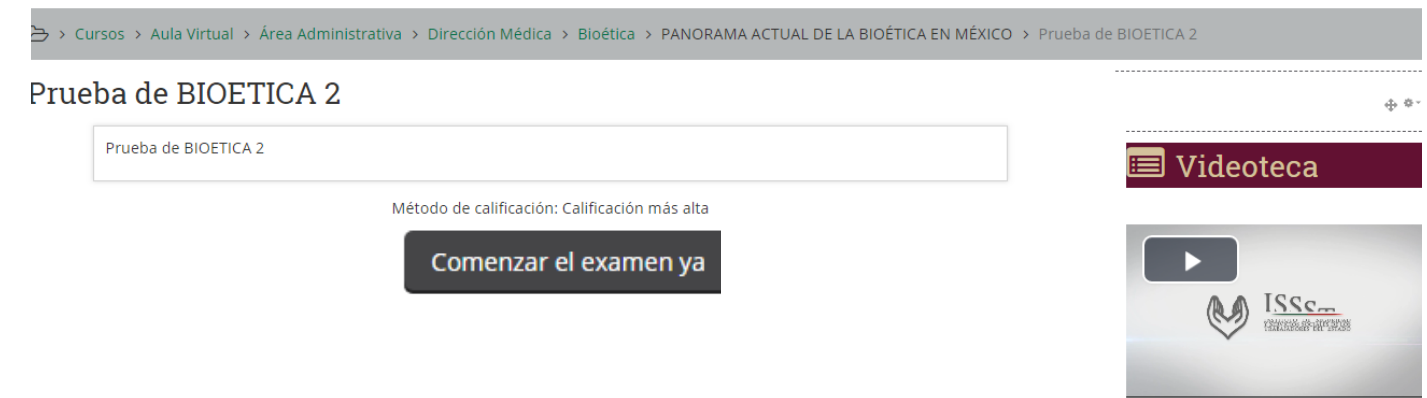 > Cursos > Aula Virtual > Área Administrativa > Dirección Médica > Bioética > PANORAMA ACTUAL DE LA BIOÉTICA EN MÉXICO > Prueba de BIOETICA 2
Prueba de BIOETICA 2
Prueba de BIOETICA 2
Método de calificación: Calificación más alta
Comenzar el examen ya
Videoteca